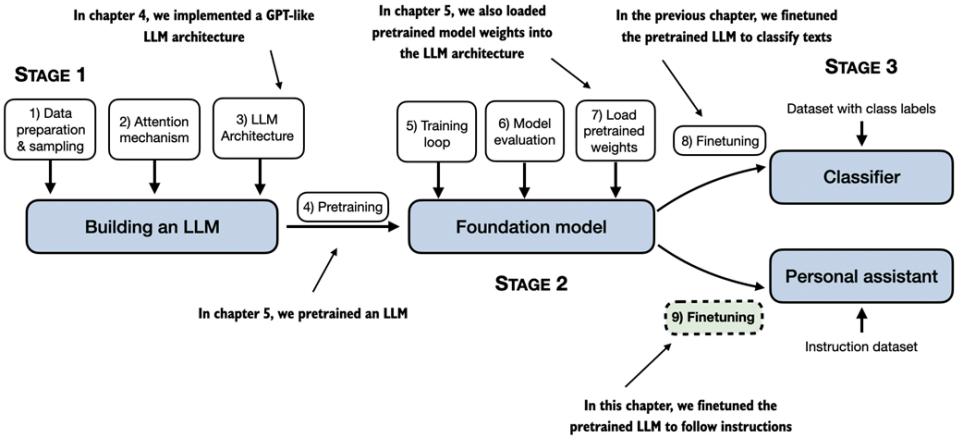 In chapter 4, we implemented a GPT-like
LLM architecture
In chapter 5, we also loaded
pretrained model weights into
the LLM architecture
In the previous chapter, we finetuned
the pretrained LLM to classify texts
STAGE 1
STAGE 3
1) Data
preparation
& sampling
2) Attention
mechanism
3) LLM
Architecture
5) Training
loop
6) Model
evaluation
7) Load
pretrained
weights
8) Finetuning
Dataset with class labels
Classifier
4) Pretraining
Building an LLM
Foundation model
STAGE 2
Personal assistant
In chapter 5, we pretrained an LLM
9) Finetuning
Instruction dataset
In this chapter, we finetuned the
pretrained LLM to follow instructions